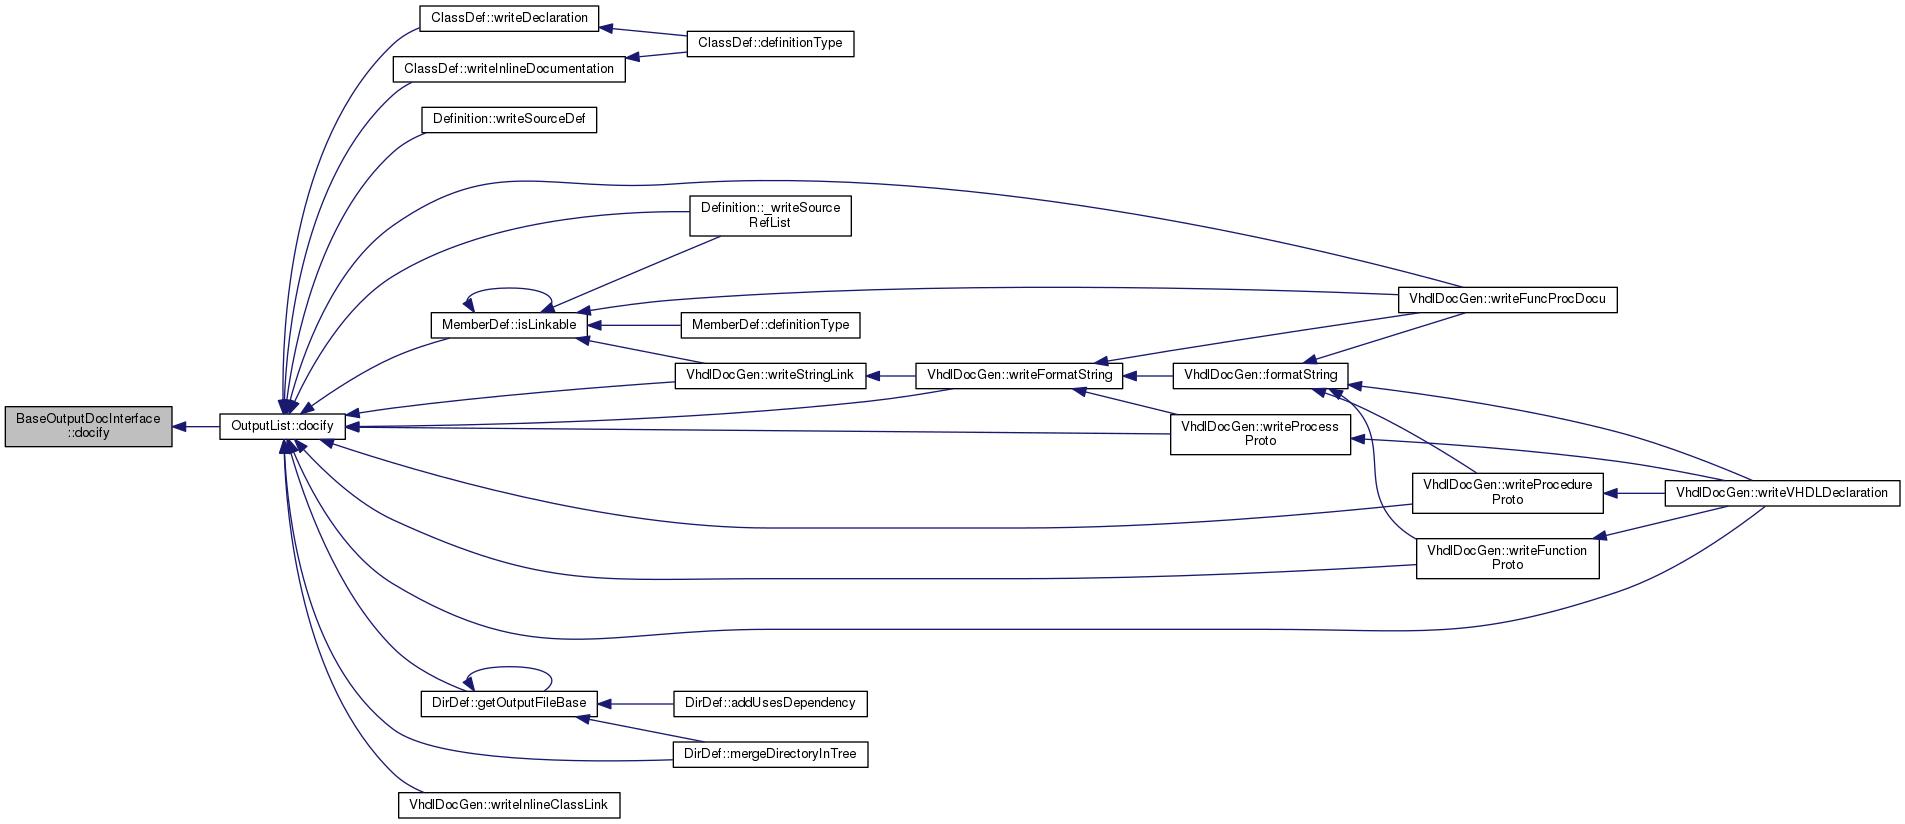 ClassDef::writeDeclaration
ClassDef::definitionType
ClassDef::writeInlineDocumentation
Definition::writeSourceDef
Definition::_writeSource
RefList
VhdlDocGen::writeFuncProcDocu
MemberDef::isLinkable
MemberDef::definitionType
VhdlDocGen::writeStringLink
VhdlDocGen::writeFormatString
VhdlDocGen::formatString
BaseOutputDocInterface
::docify
OutputList::docify
VhdlDocGen::writeProcess
Proto
VhdlDocGen::writeProcedure
Proto
VhdlDocGen::writeVHDLDeclaration
VhdlDocGen::writeFunction
Proto
DirDef::getOutputFileBase
DirDef::addUsesDependency
DirDef::mergeDirectoryInTree
VhdlDocGen::writeInlineClassLink